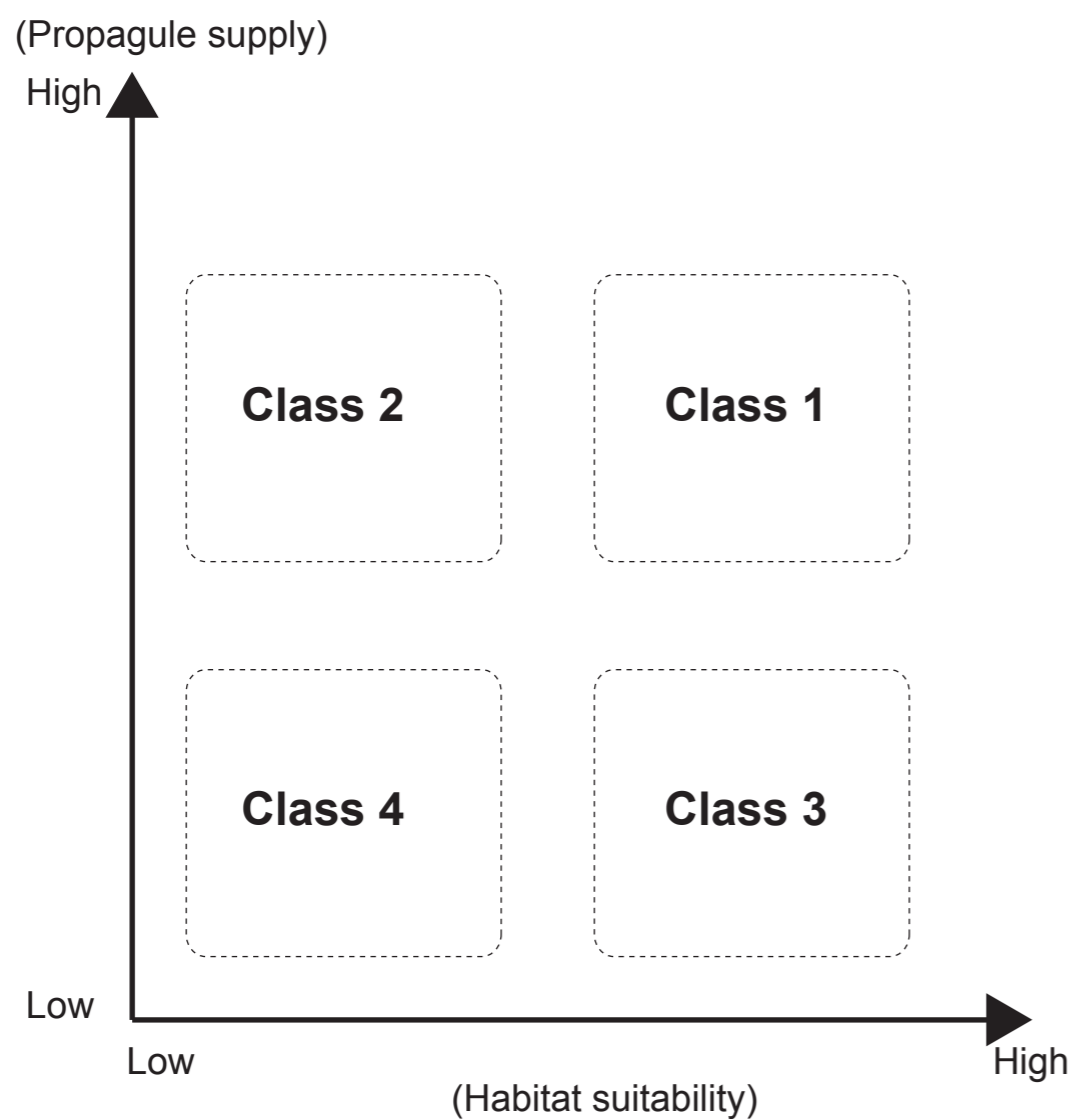 (Propagule supply)
High
Class 2
Class 1
Class 4
Class 3
Low
Low
High
(Habitat suitability)